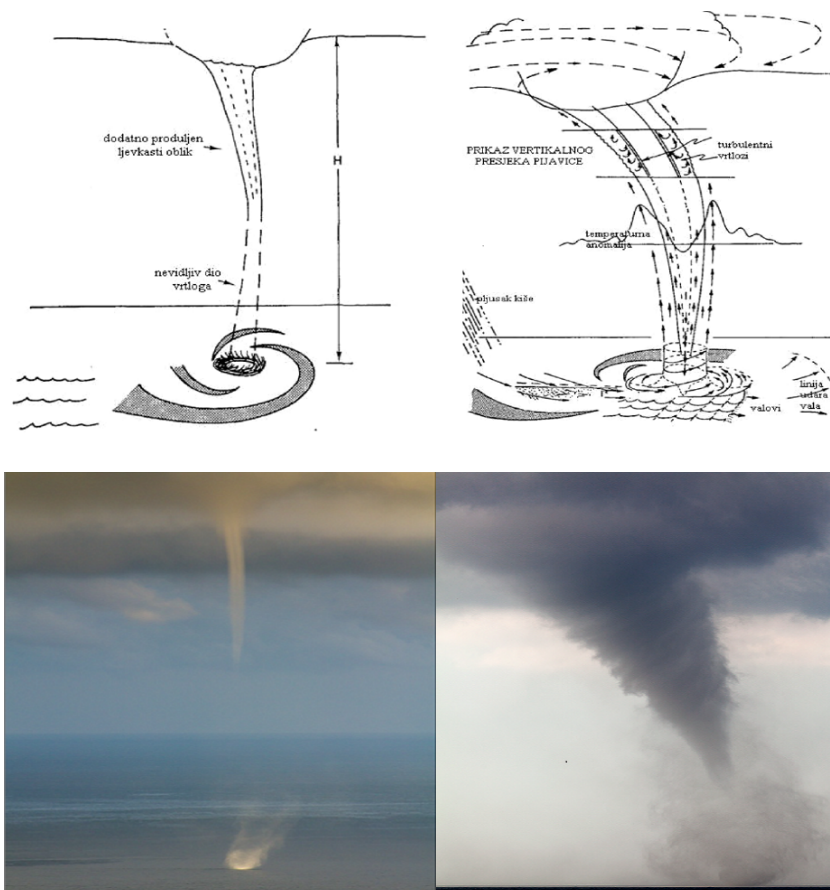 dodatno produljen
ljevkasti oblik
H
nevidljiv dio
vrtloga
PRIKAZ VERTIKALNOG
PRESJEKA PIJAVICE
turbulentni
vrtlozi
temperaturna
anomalija
pljusak kiše
valovi
linija
udara
vala